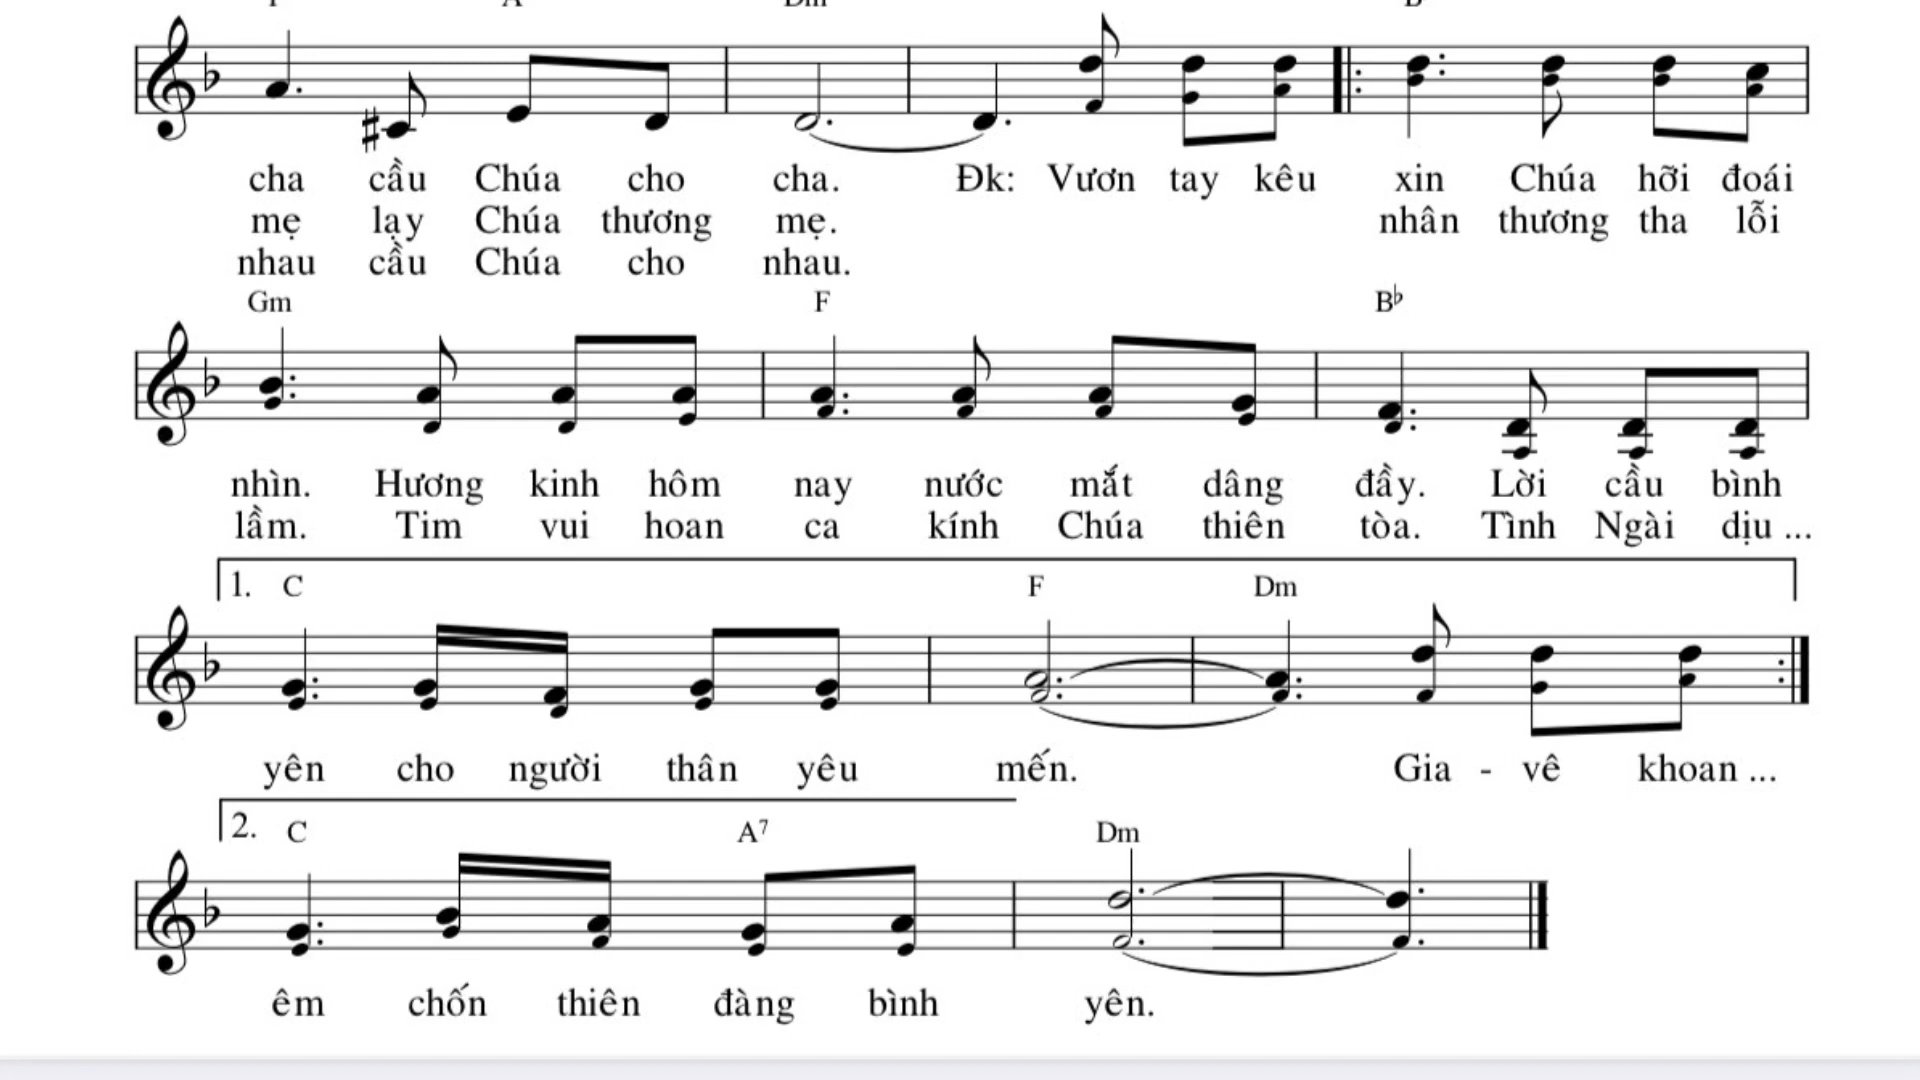 cha cầu Chúa cho cha. Đk: Vươn tay kêu xin Chúa hỡi đoái
mẹ lạy Chúa thương mẹ. nhân thương tha lỗi
nhau cầu Chúa cho nhau.
Gm F B♭
nhìn. Hương kinh hôm nay nước mắt dâng đầy. Lời cầu bình
lầm. Tim vui hoan ca kính Chúa thiên tòa. Tình Ngài dịu ...
1. C F Dm
yên cho người thân yêu mến. Gia - vê khoan ...
2. C A7 Dm
êm chốn thiên đàng bình yên.